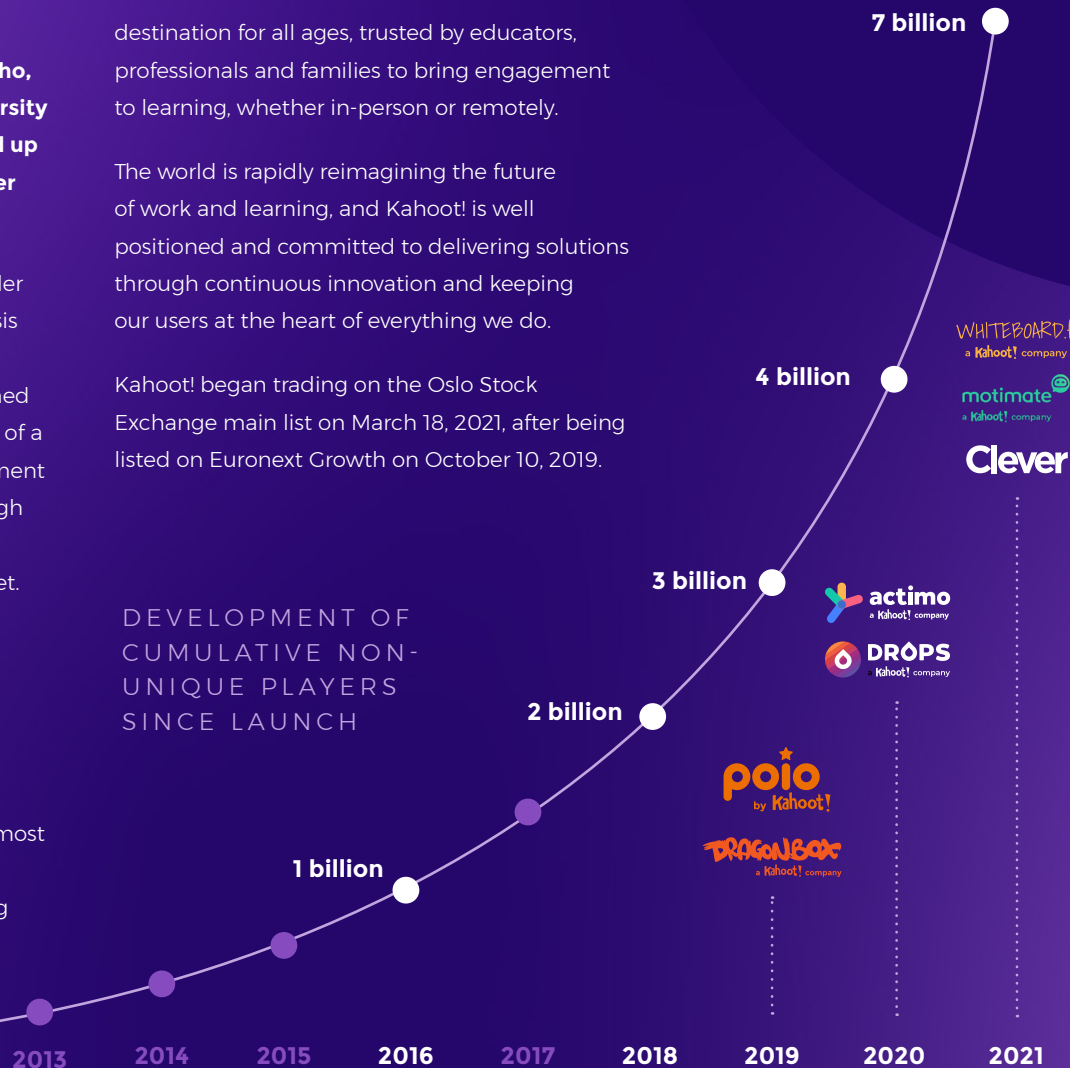 destination for all ages, trusted by educators,
professionals and families to bring engagement
to learning, whether in-person or remotely.
The world is rapidly reimagining the future
of work and learning, and Kahoot! is well
positioned and committed to delivering solutions
through continuous innovation and keeping
our users at the heart of everything we do.
Kahoot! began trading on the Oslo Stock
Exchange main list on March 18, 2021, after being
listed on Euronext Growth on October 10, 2019.
DEVELOPMENT OF
CUMULATIVE NON-
UNIQUE PLAYERS
SINCE LAUNCH
7 billion
4 billion
3 billion
2 billion
1 billion
WHITEBOARD.
a Kahoot! company
motimate
a Kahoot! company
Clever
actimo
a Kahoot! company
DROPS
a Kahoot! company
poio
by Kahoot!
DRAGONBOX
a Kahoot! company
2013
2014
2015
2016
2017
2018
2019
2020
2021
up
of a
most